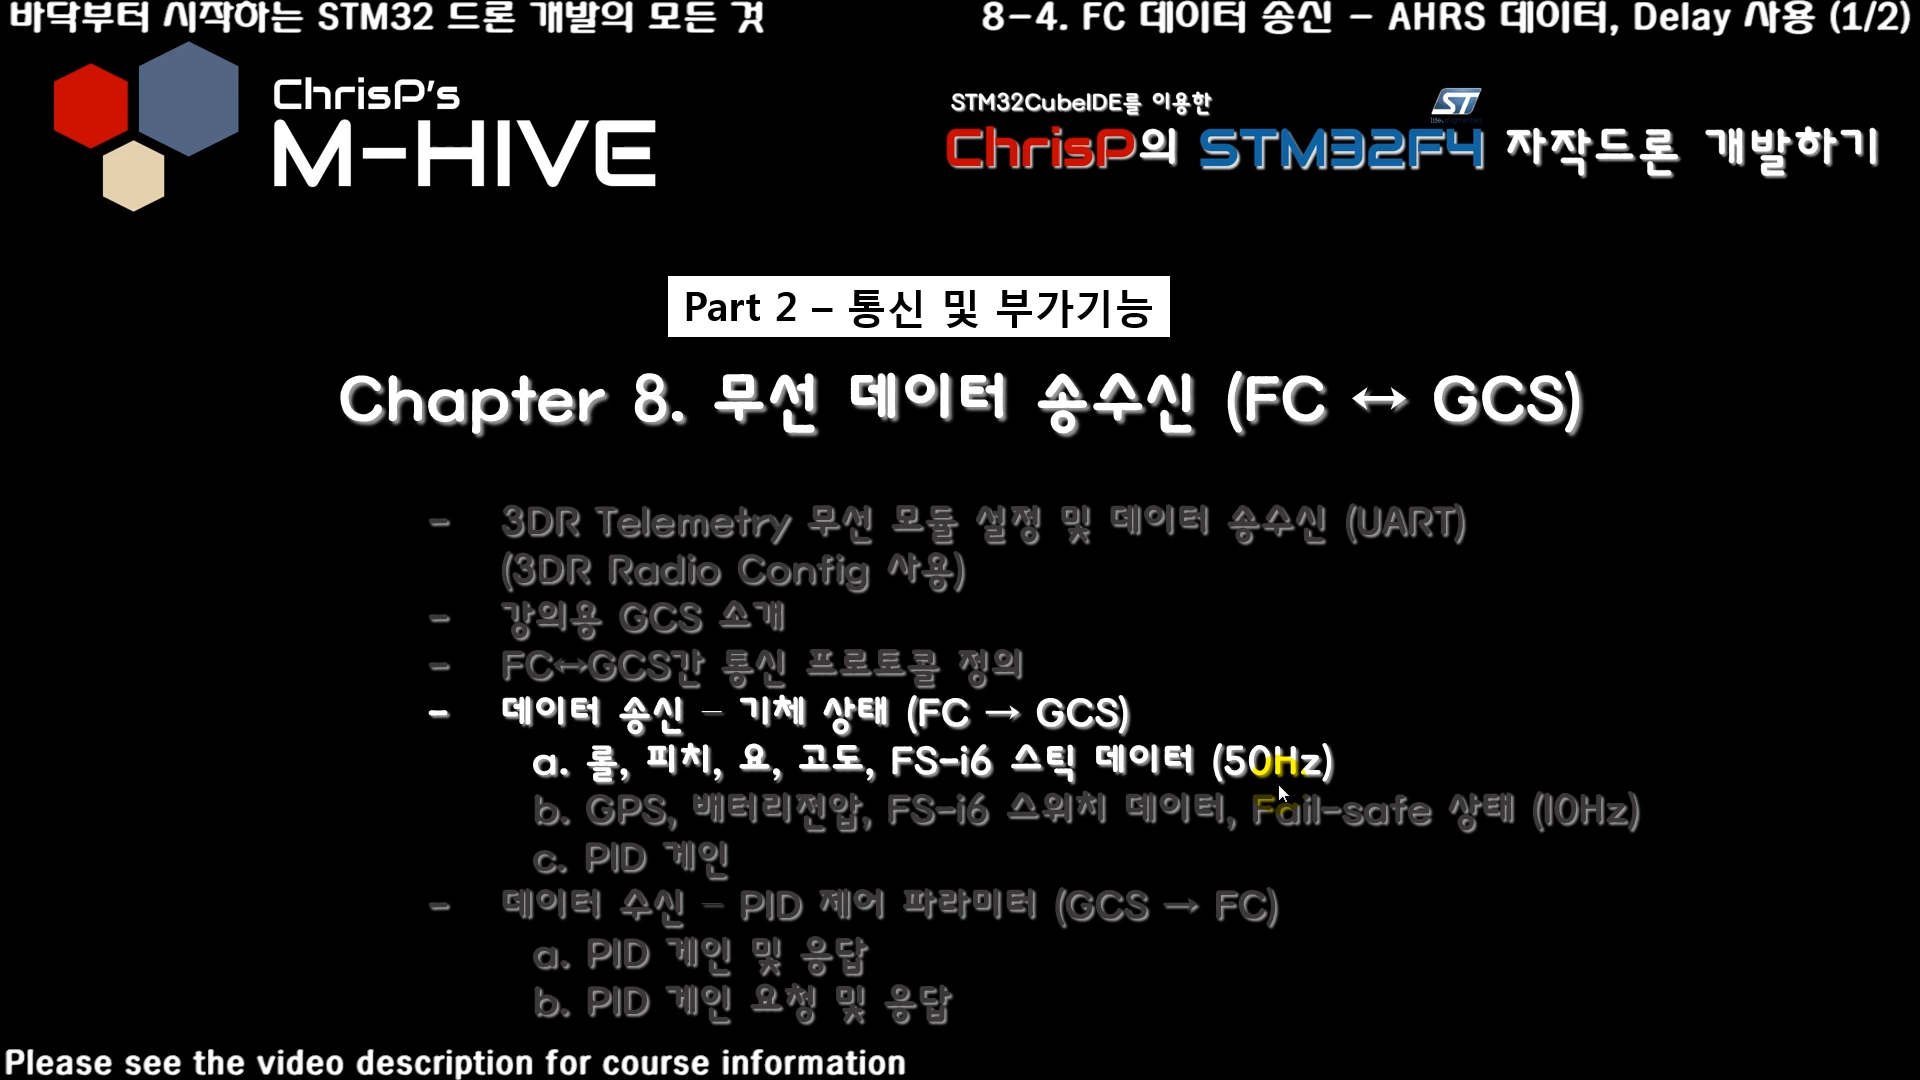 바닥부터 시작하는 STM32 드론 개발의 모든 것
8-4. FC 데이터 송신 - AHRS 데이터, Delay 사용 (1/2)
ChrisP's
M-HIVE
STM32CubeIDE를 이용한
ST
ChrisP의 STM32F4 자작드론 개발하기
Part 2 – 통신 및 부가기능
Chapter 8. 무선 데이터 송수신 (FC ↔ GCS)
- 3DR Telemetry 무선 모듈 설정 및 데이터 송수신 (UART)
(3DR Radio Config 사용)
- 강의용 GCS 소개
- FC↔GCS간 통신 프로토콜 정의
- 데이터 송신 – 기체 상태 (FC → GCS)
a. 롤, 피치, 요, 고도, FS-i6 스틱 데이터 (50Hz)
b. GPS, 배터리전압, FS-i6 스위치 데이터, Fail-safe 상태 (10Hz)
c. PID 게인
- 데이터 수신 – PID 제어 파라미터 (GCS → FC)
a. PID 게인 및 응답
b. PID 게인 요청 및 응답
Please see the video description for course information